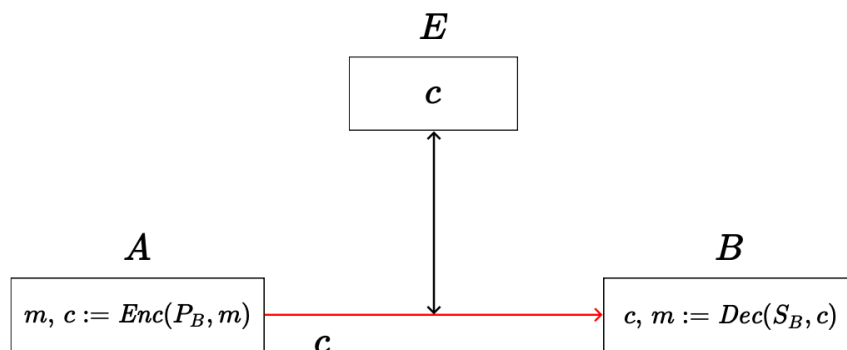 E
c
A
B
m, c := Enc(P_B, m)
c, m := Dec(S_B, c)
c